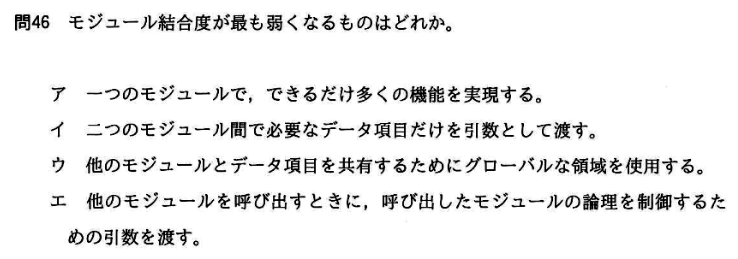 問46 モジュール結合度が最も弱くなるものはどれか。
ア 一つのモジュールで，できるだけ多くの機能を実現する。
イ 二つのモジュール間で必要なデータ項目だけを引数として渡す。
ウ 他のモジュールとデータ項目を共有するためにグローバルな領域を使用する。
エ 他のモジュールを呼び出すときに，呼び出したモジュールの論理を制御するた
めの引数を渡す。